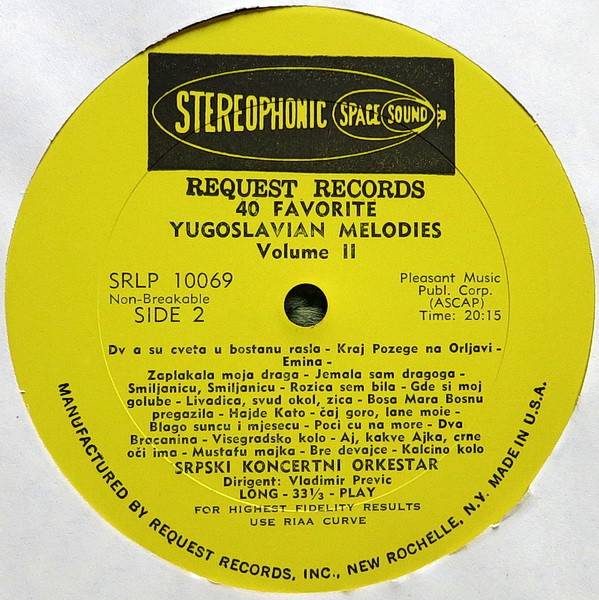 STEREOPHONIC SPACE SOUND
REQUEST RECORDS
40 FAVORITE
YUGOSLAVIAN MELODIES
Volume II
SRLP 10069
Non-Breakable
SIDE 2
Pleasant Music
Publ. Corp.
(ASCAP)
Time: 20:15
Dv a su cveta u bostanu rasla - Kraj Pozege na Orljavi -
Emina -
Zaplakala moja draga - Jemala sam dragoga -
Smiljanicu, Smiljanicu - Rozica sem bila - Gde si moj
golube - Livadica, svud okol, zica - Bosa Mara Bosnu
pregazila - Hajde Kato - čaj goro, lane moie -
Blago suncu i mjesecu - Poci cu na more - Dva
Bracanina - Visegradsko kolo - Aj, kakve Ajka, crne
oči ima - Mustafu majka - Bre devajce - Kalcino kolo
SRPSKI KONCERTNI ORKESTAR
Dirigent: Vladimir Previc
LONG - 33⅓ - PLAY
FOR HIGHEST FIDELITY RESULTS
USE RIAA CURVE
MANUFACTURED BY REQUEST RECORDS, INC., NEW ROCHELLE, N.Y. MADE IN U.S.A.